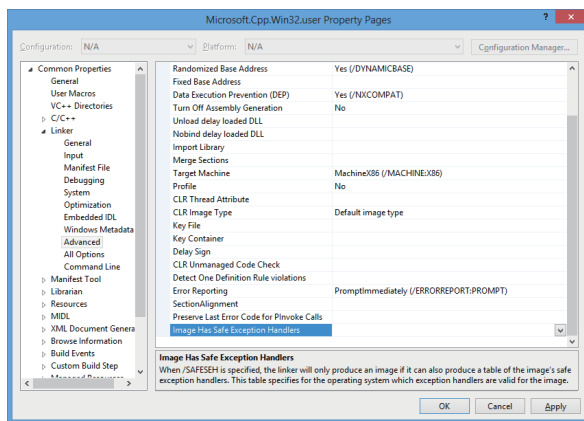 Microsoft.Cpp.Win32.user Property Pages
?
Configuration: N/A Platform: N/A Configuration Manager...
Common Properties
General
User Macros
VC++ Directories
C/C++
Linker
General
Input
Manifest File
Debugging
System
Optimization
Embedded IDL
Windows Metadata
Advanced
All Options
Command Line
Manifest Tool
Librarian
Resources
MIDL
XML Document Genera
Browse Information
Build Events
Custom Build Step
Managed Resources
Randomized Base Address Yes (/DYNAMICBASE)
Fixed Base Address
Data Execution Prevention (DEP) Yes (/NXCOMPAT)
Turn Off Assembly Generation No
Unload delay loaded DLL
Nobind delay loaded DLL
Import Library
Merge Sections
Target Machine MachineX86 (/MACHINE:X86)
Profile No
CLR Thread Attribute
CLR Image Type Default image type
Key File
Key Container
Delay Sign
CLR Unmanaged Code Check
Detect One Definition Rule violations
Error Reporting PromptImmediately (/ERRORREPORT:PROMPT)
SectionAlignment
Preserve Last Error Code for PInvoke Calls
Image Has Safe Exception Handlers
Image Has Safe Exception Handlers
When /SAFESEH is specified, the linker will only produce an image if it can also produce a table of the image's safe
exception handlers. This table specifies for the operating system which exception handlers are valid for the image.
OK Cancel Apply